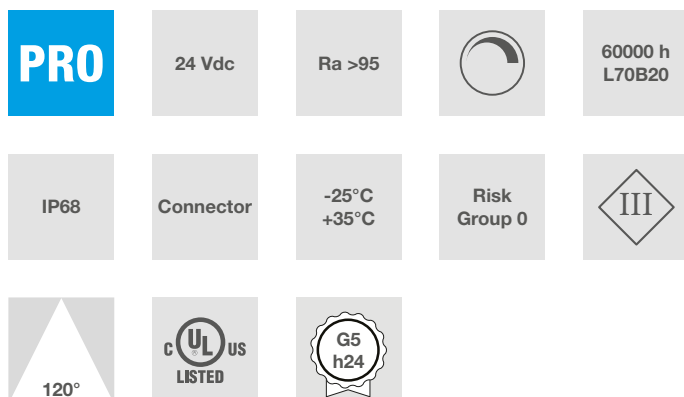 PRO
24 Vdc
Ra >95
60000 h
L70B20
IP68
Connector
-25°C
+35°C
Risk
Group 0
III
120°
C UL ® US
LISTED
G5
h24